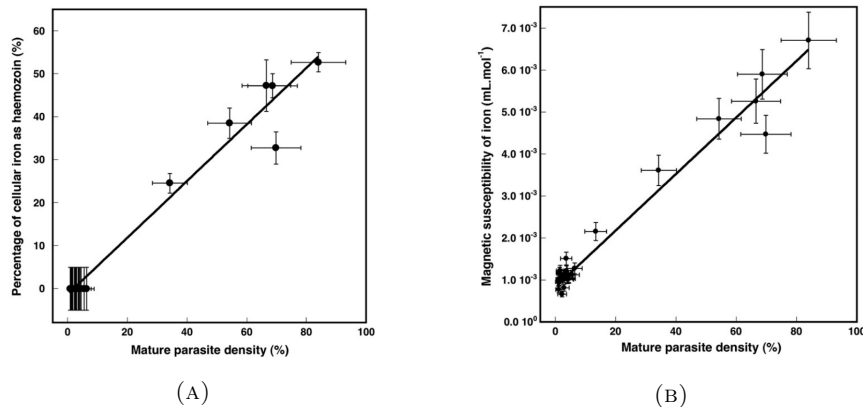 60
50
40
30
20
10
0
Percentage of cellular iron as haemozoin (%)
0 20 40 60 80 100
Mature parasite density (%)
(A)
7.0 10⁻³
6.0 10⁻³
5.0 10⁻³
4.0 10⁻³
3.0 10⁻³
2.0 10⁻³
1.0 10⁻³
0.0 10⁰
Magnetic susceptibility of iron (mL.mol⁻¹)
0 20 40 60 80 100
Mature parasite density (%)
(B)